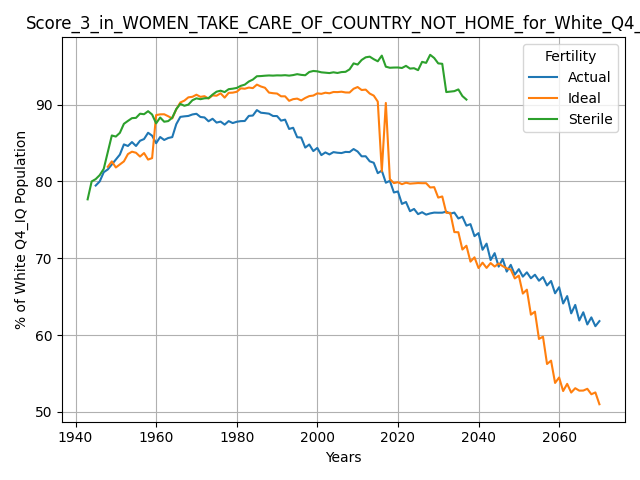 Score_3_in_WOMEN_TAKE_CARE_OF_COUNTRY_NOT_HOME_for_White_Q4_
Fertility
Actual
Ideal
Sterile
% of White Q4_IQ Population
90
80
70
60
50
1940 1960 1980 2000 2020 2040 2060
Years